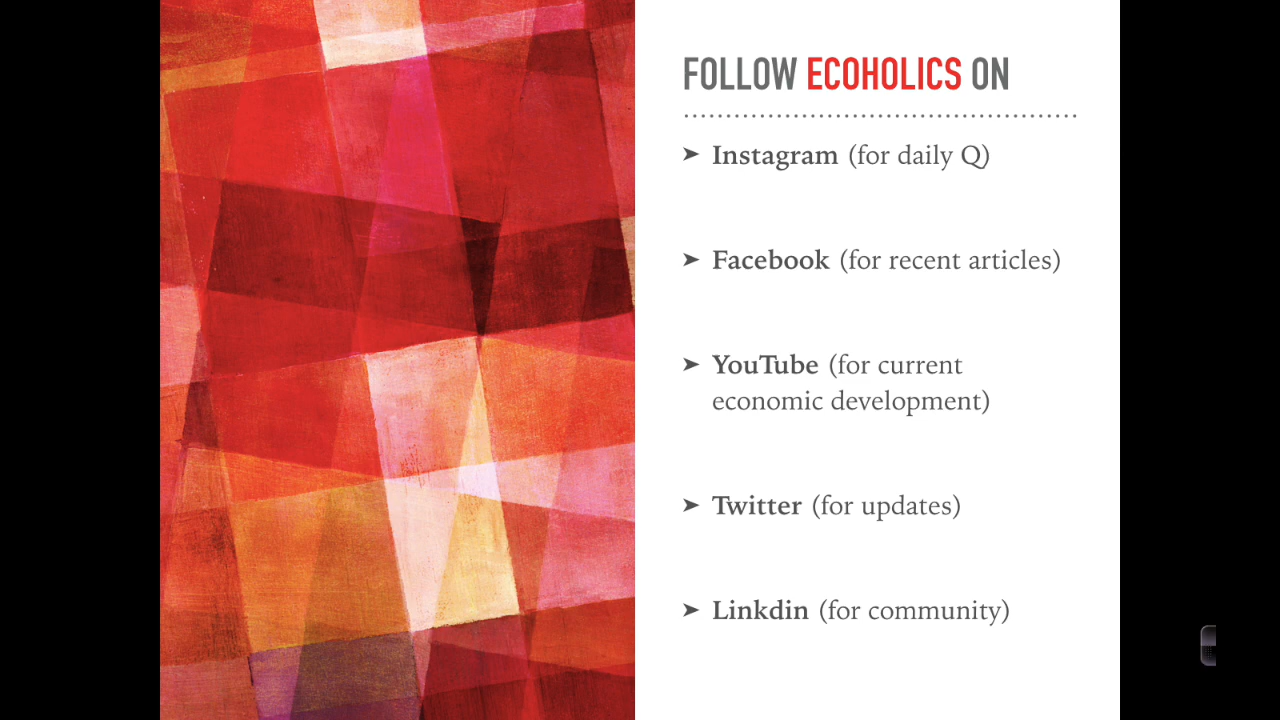 FOLLOW ECOHOLICS ON
➤ Instagram (for daily Q)
➤ Facebook (for recent articles)
➤ YouTube (for current
economic development)
➤ Twitter (for updates)
➤ Linkdin (for community)